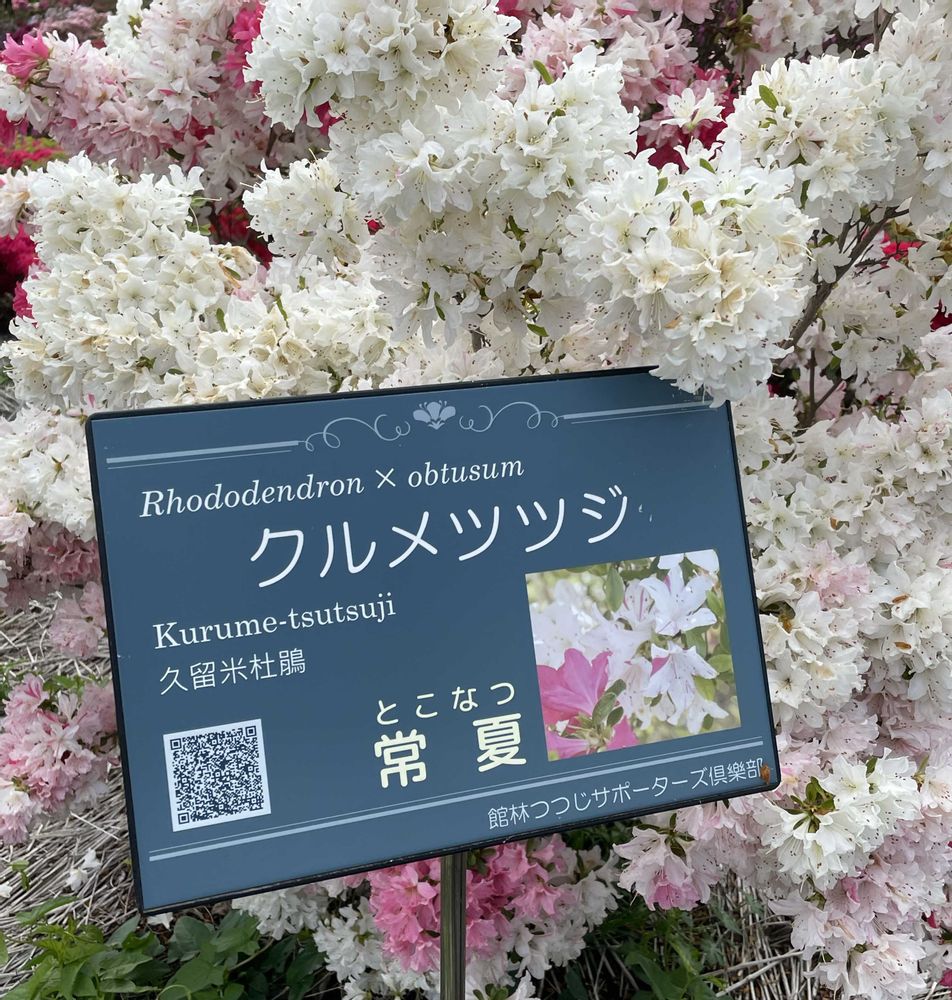 Rhododendron × obtusum
クルメツツジ
Kurume-tsutsuji
久留米杜鵑
とこなつ
常夏
館林つつじサポーターズ倶樂部